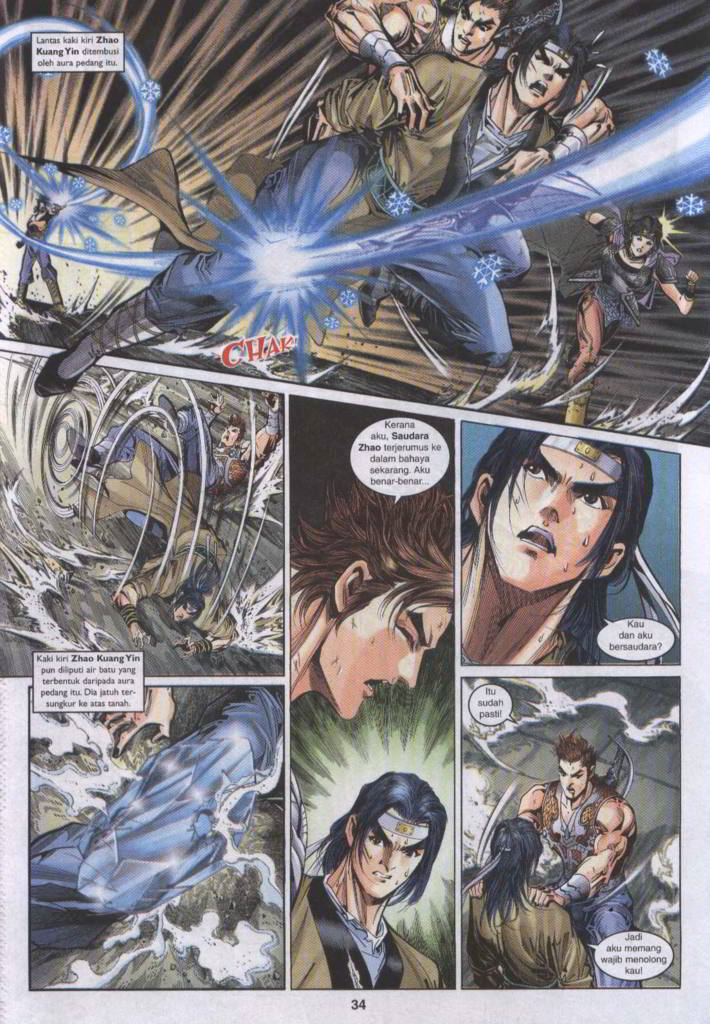 Lantas kaki kiri Zhao
Kuang Yin ditembusi
oleh aura pedang itu.
CHAK!
Kaki kiri Zhao Kuang Yin
pun diliputi air batu yang
terbentuk daripada aura
pedang itu. Dia jatuh ter-
sungkur ke atas tanah.
Kerana
aku, Saudara
Zhao terjerumus ke
dalam bahaya
sekarang. Aku
benar-benar...
Kau
dan aku
bersaudara?
Itu
sudah
pasti!
Jadi
aku memang
wajib menolong
kau!
34